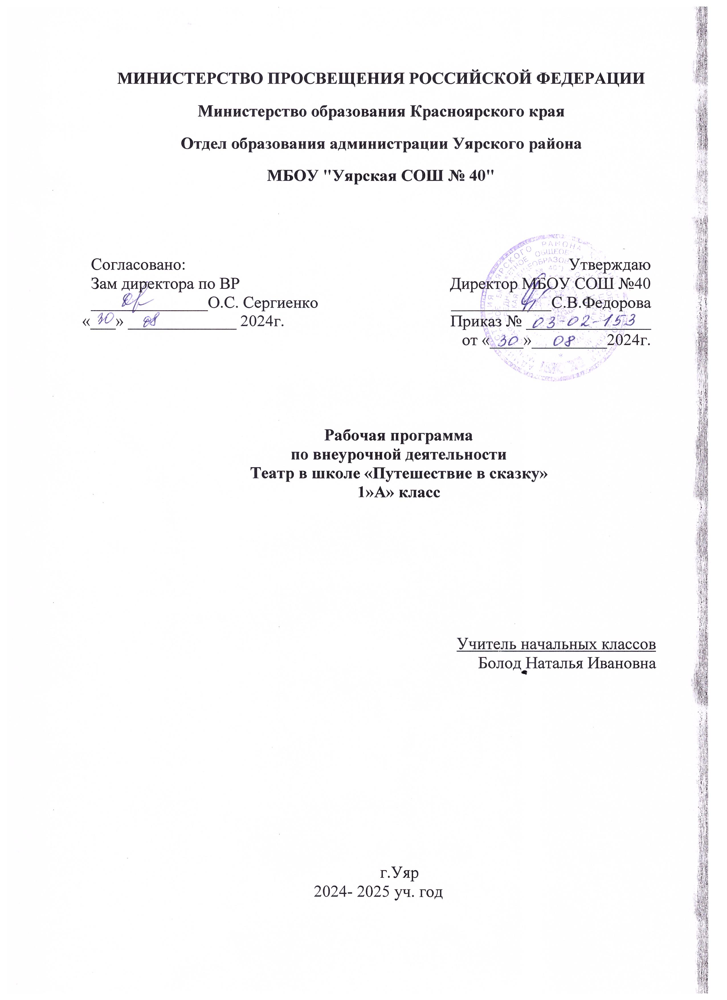 МИНИСТЕРСТВО ПРОСВЕЩЕНИЯ РОССИЙСКОЙ ФЕДЕРАЦИИ
Министерство образования Красноярского края
Отдел образования администрации Уярского района
МБОУ "Уярская СОШ № 40"
Согласовано:
Зам директора по ВР
______________О.С. Сергиенко
«30» 08 2024г.
Утверждаю
Директор МБОУ СОШ №40
____________С.В.Федорова
Приказ № 03-02-153
от «30» 08 2024г.
Рабочая программа
по внеурочной деятельности
Театр в школе «Путешествие в сказку»
1»А» класс
Учитель начальных классов
Болод Наталья Ивановна
г.Уяр
2024- 2025 уч. год